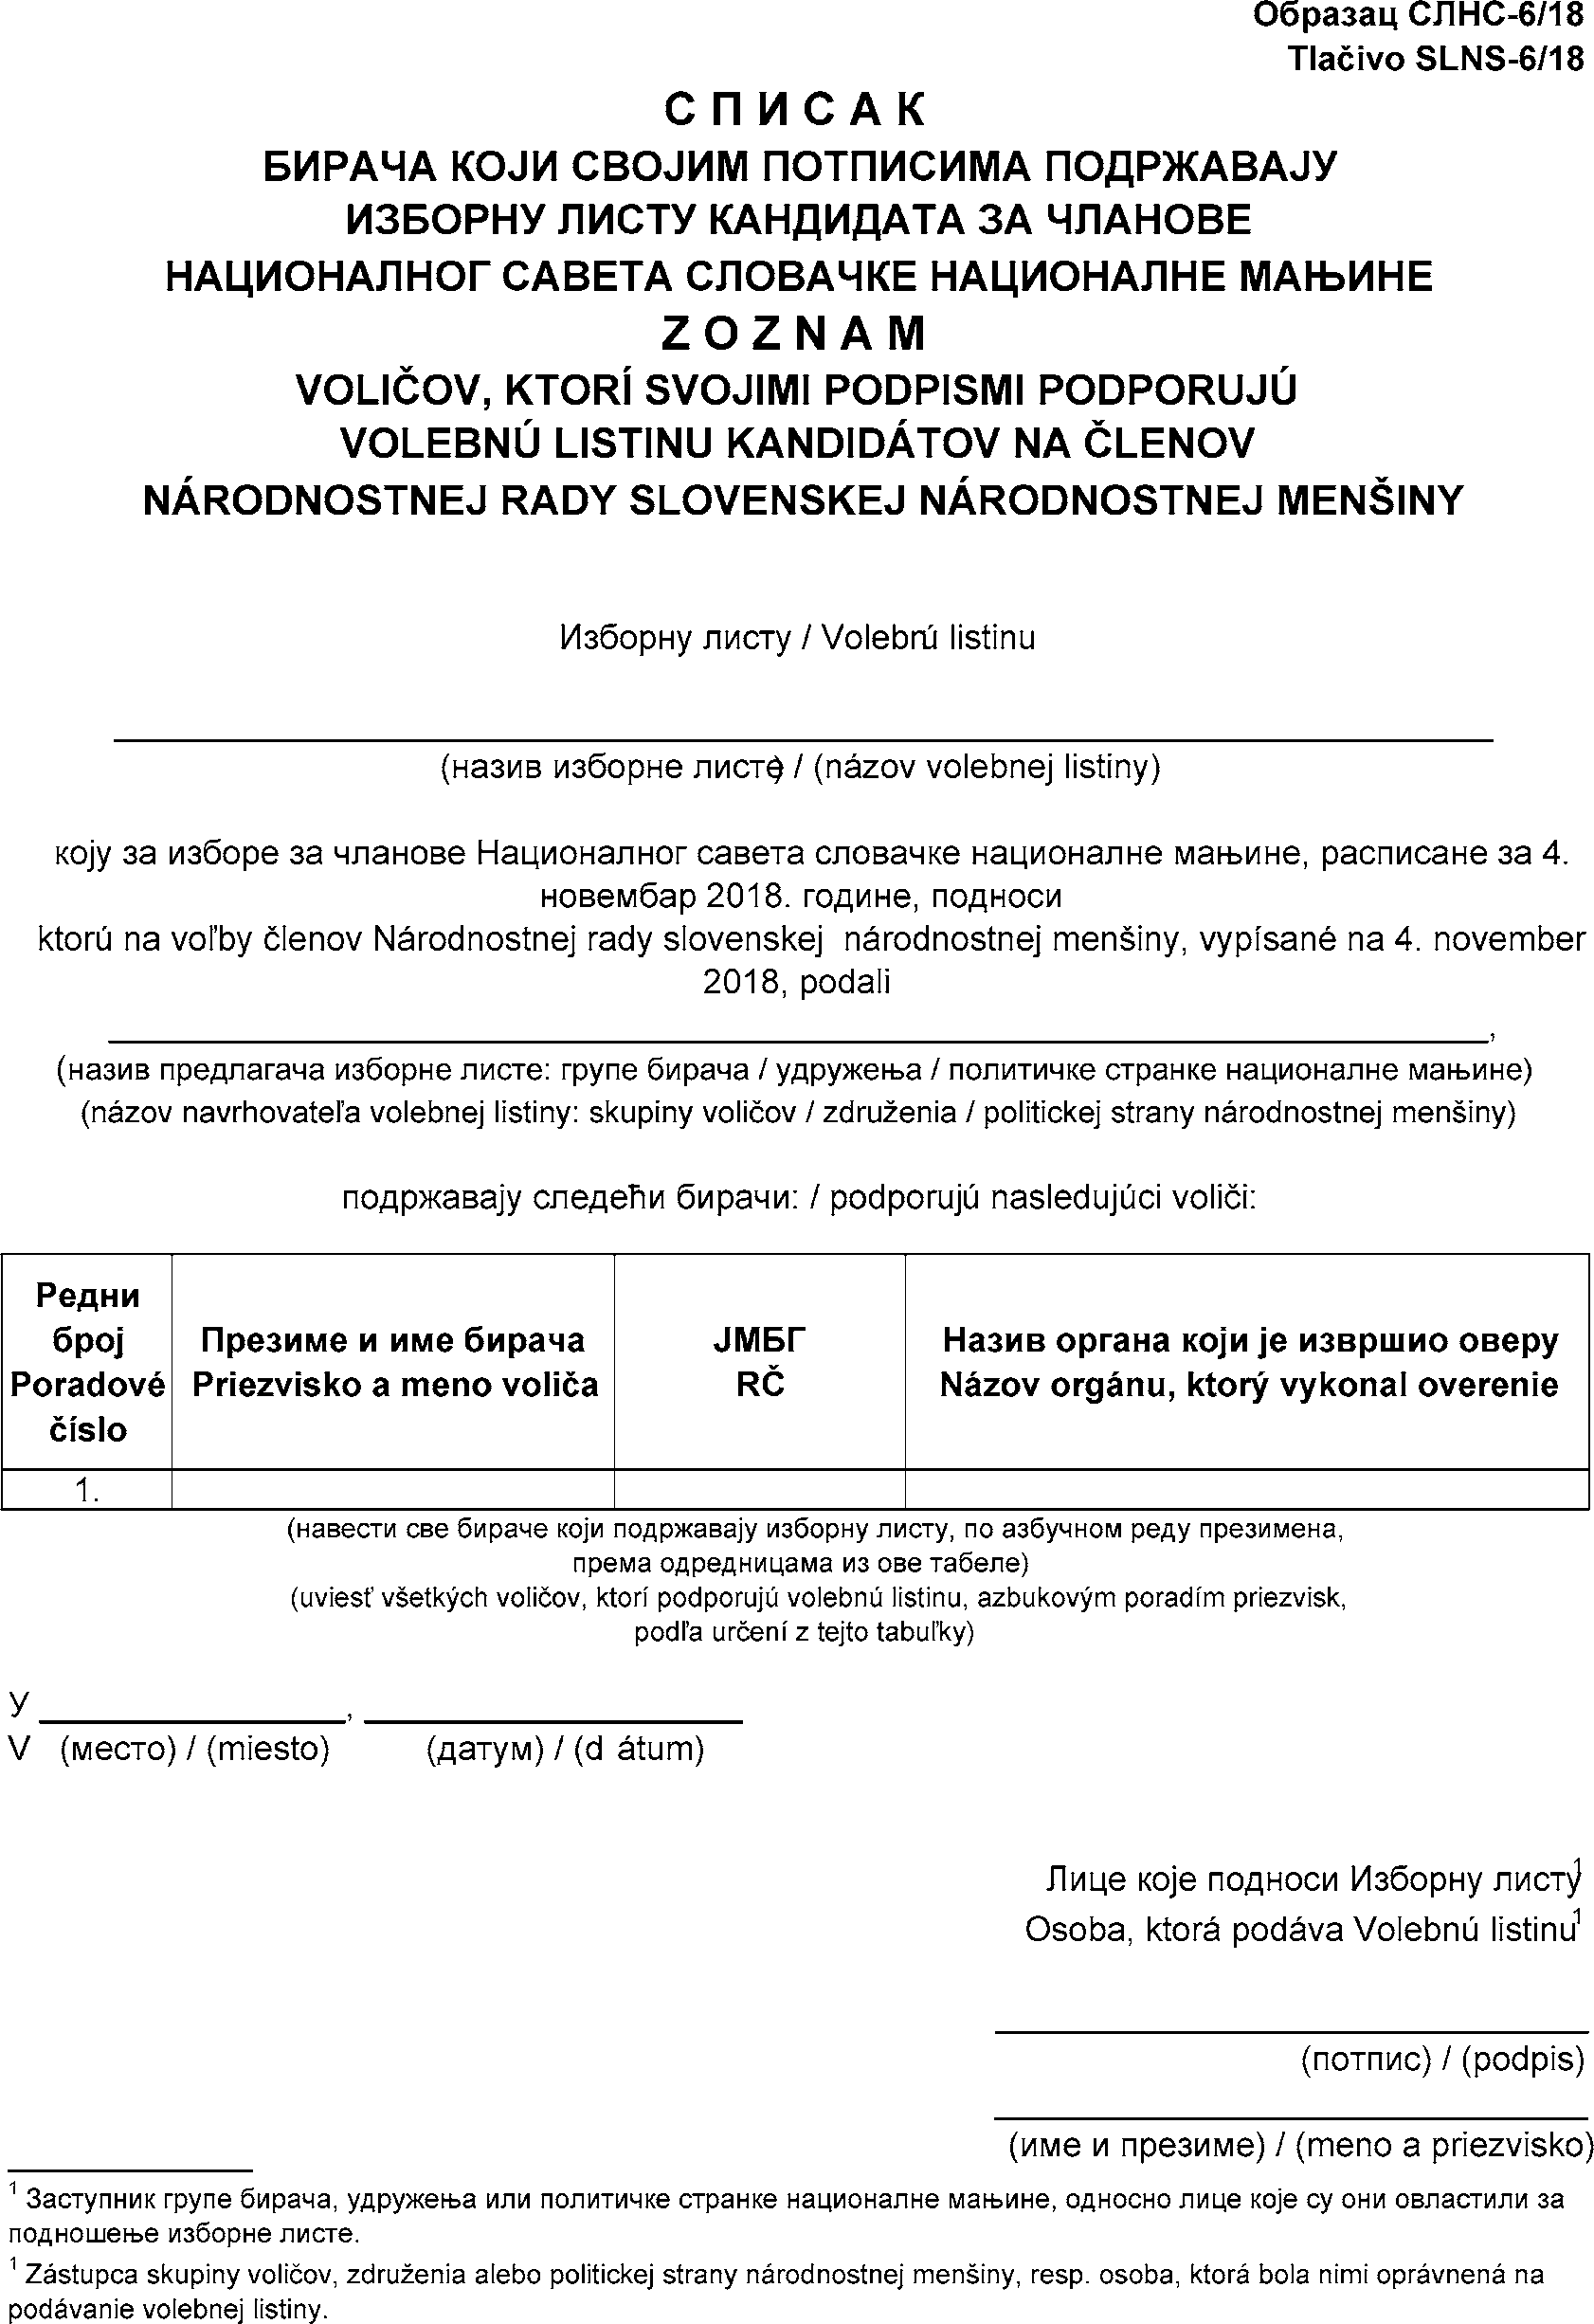 Образац СЛНС-6/18
Tlačivo SLNS-6/18
С П И С А К
БИРАЧА КОЈИ СВОЈИМ ПОТПИСИМА ПОДРЖАВАЈУ
ИЗБОРНУ ЛИСТУ КАНДИДАТА ЗА ЧЛАНОВЕ
НАЦИОНАЛНОГ САВЕТА СЛОВАЧКЕ НАЦИОНАЛНЕ МАЊИНЕ
Z O Z N A M
VOLIČOV, KTORÍ SVOJIMI PODPISMI PODPORUJÚ
VOLEBNÚ LISTINU KANDIDÁTOV NA ČLENOV
NÁRODNOSTNEJ RADY SLOVENSKEJ NÁRODNOSTNEJ MENŠINY
Изборну листу / Volebnú listinu
(назив изборне листе) / (názov volebnej listiny)
коју за изборе за чланове Националног савета словачке националне мањине, расписане за 4.
новембар 2018. године, подноси
ktorú na voľby členov Národnostnej rady slovenskej národnostnej menšiny, vypísané na 4. november
2018, podali
,
(назив предлагача изборне листе: групе бирача / удружења / политичке странке националне мањине)
(názov navrhovateľa volebnej listiny: skupiny voličov / združenia / politickej strany národnostnej menšiny)
подржавају следећи бирачи: / podporujú nasledujúci voliči:
Редни
број
Poradové
číslo
Презиме и име бирача
Priezvisko a meno voliča
ЈМБГ
RČ
Назив органа који је извршио оверу
Názov orgánu, ktorý vykonal overenie
1.
(навести све бираче који подржавају изборну листу, по азбучном реду презимена,
према одредницама из ове табеле)
(uviesť všetkých voličov, ktorí podporujú volebnú listinu, azbukovým poradím priezvisk,
podľa určení z tejto tabuľky)
У ,
V (место) / (miesto) (датум) / (d átum)
Лице које подноси Изборну листу1
Osoba, ktorá podáva Volebnú listinu1
(потпис) / (podpis)
(име и презиме) / (meno a priezvisko)
1 Заступник групе бирача, удружења или политичке странке националне мањине, односно лице које су они овластили за
подношење изборне листе.
1 Zástupca skupiny voličov, združenia alebo politickej strany národnostnej menšiny, resp. osoba, ktorá bola nimi oprávnená na
podávanie volebnej listiny.